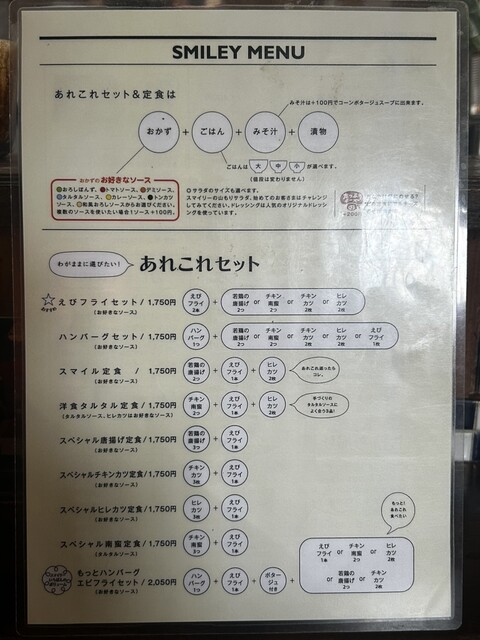 SMILEY MENU
あれこれセット&定食は
みそ汁は+100円でコーンポタージュスープに出来ます。
おかず + ごはん + みそ汁 + 漬物
ごはんは 大 中 小 が選べます。
(値段は変わりません)
おかずのお好きなソース
●おろしぽんず、●トマトソース、●デミソース、
●タルタルソース、●カレーソース、●トンカツ
ソース、●和風おろしソースからお選びください。
複数のソースを使いたい場合1ソース+100円。
✿サラダのサイズも選べます。
スマイリーの山もりサラダ、始めてのお客さまはチャレンジ
してみてください。ドレッシングは人気のオリジナルドレッシ
ングを使っています。
わがままに選びたい!
あれこれセット
えびフライセット/1,750円
(お好きなソース)
えびフライ 2本 + 若鶏の唐揚げ 2つ or チキン南蛮 2つ or チキンカツ 2枚 or ヒレカツ 2枚
ハンバーグセット/1,750円
(お好きなソース)
ハンバーグ 1つ + 若鶏の唐揚げ 2つ or チキン南蛮 2つ or チキンカツ 2枚 or ヒレカツ 2枚 or えびフライ 1枚
スマイル定食 / 1,750円
(お好きなソース)
若鶏の唐揚げ 2つ + えびフライ 1本 + ヒレカツ 2枚
あれこれ迷ったらコレ。
洋食タルタル定食/1,750円
(タルタルソース、ヒレカツはお好きなソース)
チキン南蛮 2つ + えびフライ 1本 + ヒレカツ 2枚
手づくりのタルタルソースによく合う3品!
スペシャル唐揚げ定食/1,750円
(お好きなソース)
若鶏の唐揚げ 3つ + えびフライ 1本
スペシャルチキンカツ定食/1,750円
(お好きなソース)
チキンカツ 3枚 + えびフライ 1本
スペシャルヒレカツ定食/1,750円
(お好きなソース)
ヒレカツ 3枚 + えびフライ 1本
スペシャル南蛮定食/1,750円
(タルタルソース)
チキン南蛮 3つ + えびフライ 1本
もっと!あれこれ食べたい
もっとハンバーグ
エビフライセット/2,050円
ハンバーグ 1つ + えびフライ 1本 + ポタージュ付き + えびフライ 1本 or チキン南蛮 2つ or ヒレカツ 2枚
or 若鶏の唐揚げ 2つ or チキンカツ 2枚